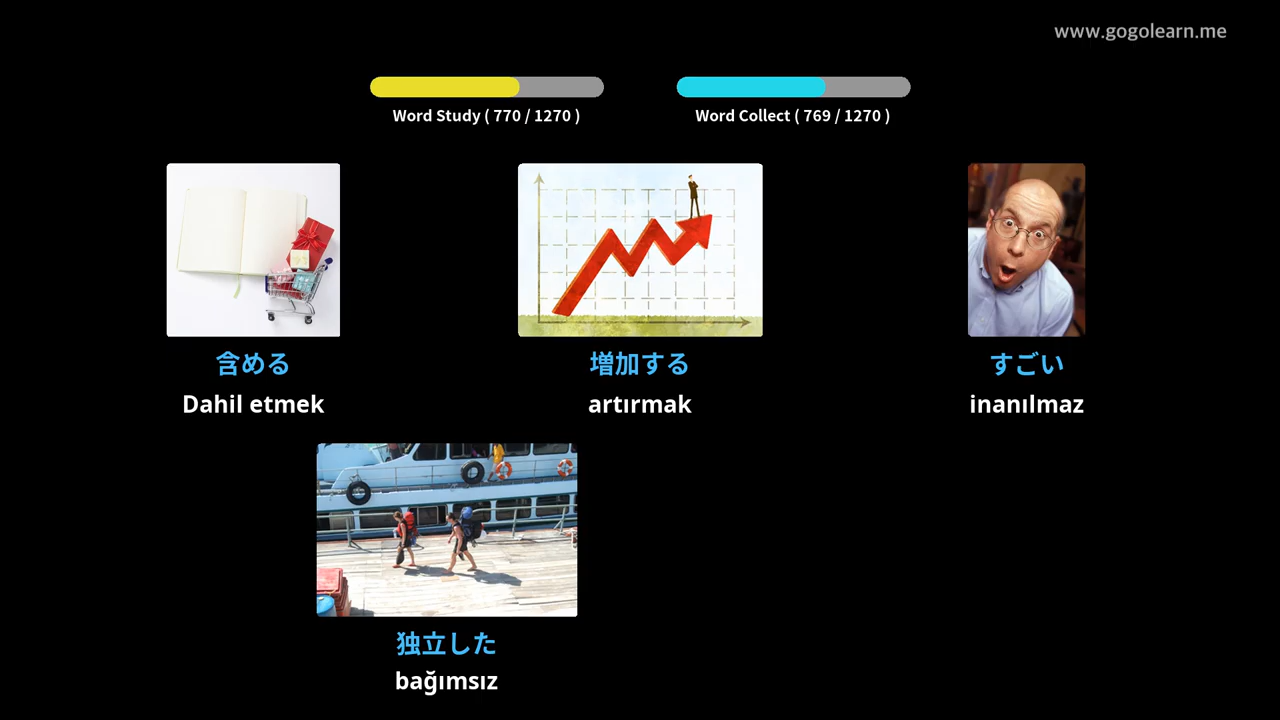 www.gogolearn.me
Word Study ( 770 / 1270 )
Word Collect ( 769 / 1270 )
含める
Dahil etmek
増加する
artırmak
すごい
inanılmaz
独立した
bağımsız